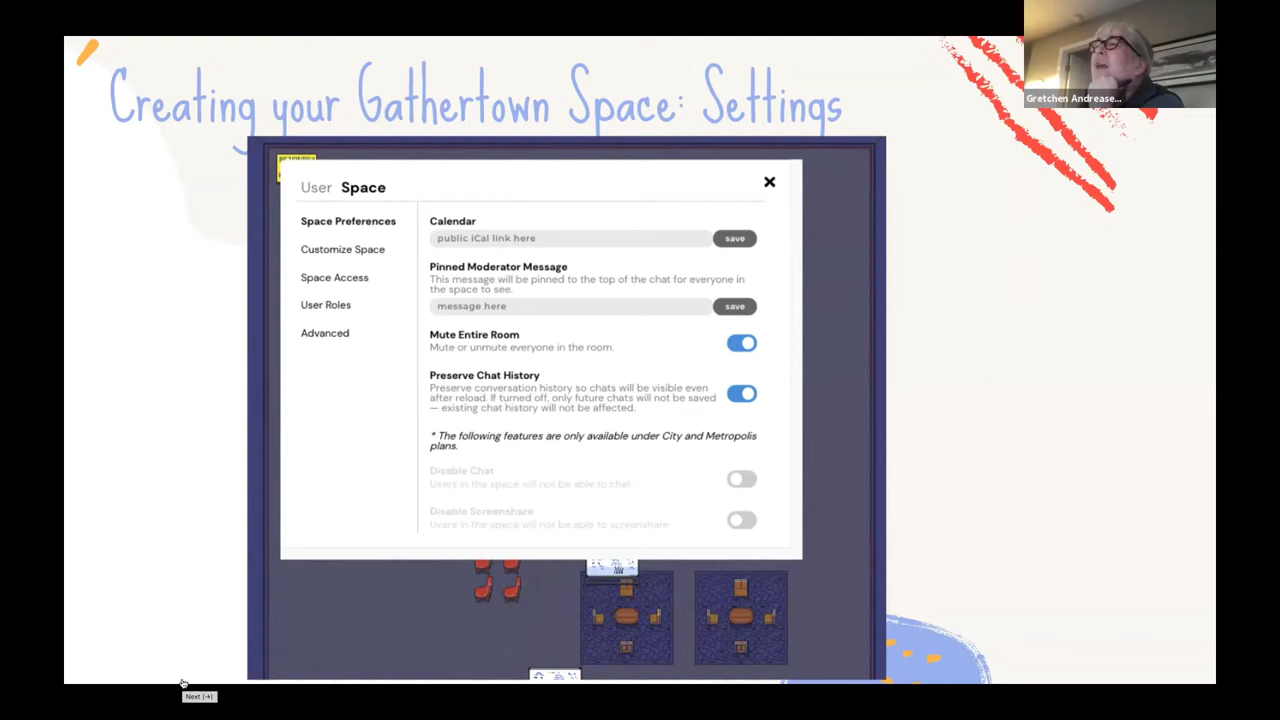 Creating your Gathertown Space: Settings
Gretchen Andrease...
User Space
Space Preferences
Customize Space
Space Access
User Roles
Advanced
Calendar
public iCal link here
save
Pinned Moderator Message
This message will be pinned to the top of the chat for everyone in
the space to see.
message here
save
Mute Entire Room
Mute or unmute everyone in the room.
Preserve Chat History
Preserve conversation history so chats will be visible even
after reload. If turned off, only future chats will not be saved
— existing chat history will not be affected.
* The following features are only available under City and Metropolis
plans.
Disable Chat
Users in the space will not be able to chat
Disable Screenshare
Users in the space will not be able to screenshare
Next (→)